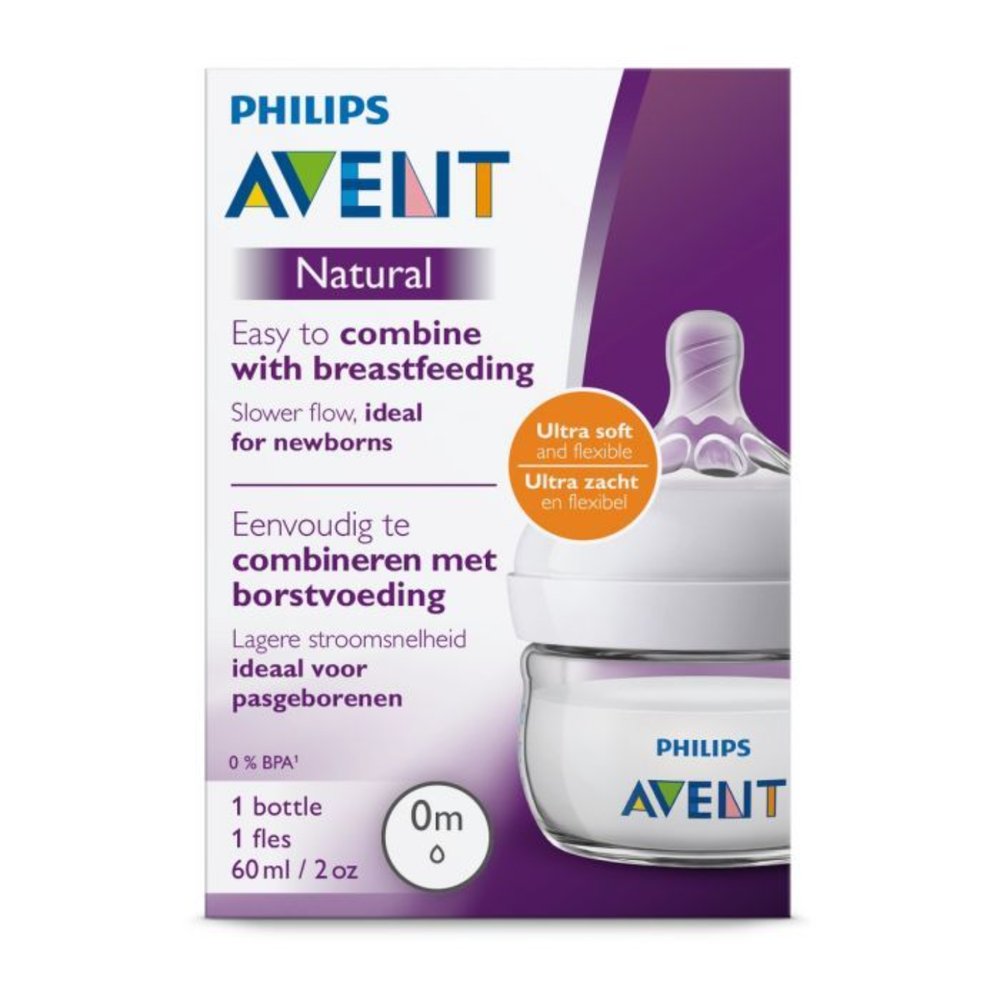 PHILIPS
AVENT
Natural
Easy to combine
with breastfeeding
Slower flow, ideal
for newborns
Ultra soft
and flexible
Ultra zacht
en flexibel
Eenvoudig te
combineren met
borstvoeding
Lagere stroomsnelheid
ideaal voor
pasgeborenen
0 % BPA¹
1 bottle
1 fles
60 ml / 2 oz
0m
PHILIPS
AVENT